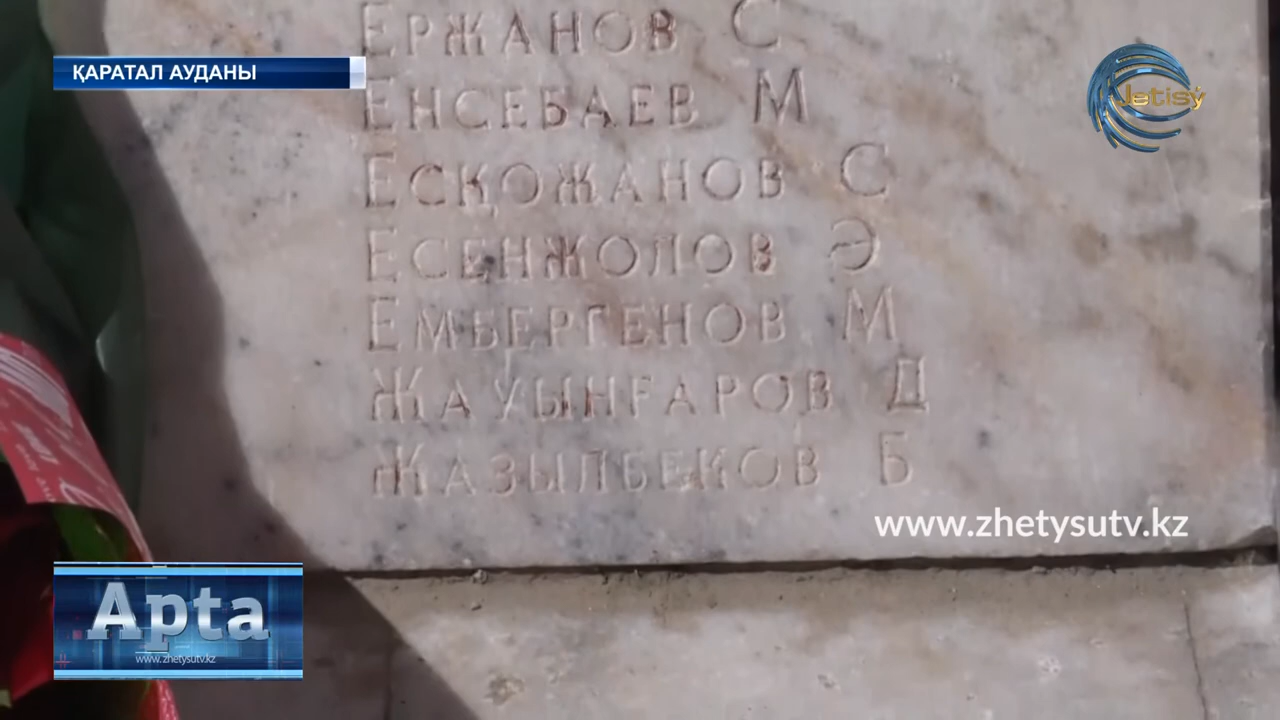 ЕРЖАНОВ С
ҚАРАТАЛ АУДАНЫ
Jetisý
ЕНСЕБАЕВ М
ЕСҚОЖАНОВ С
ЕСЕНЖОЛОВ Ә
ЕМБЕРГЕНОВ М
ЖАУЫНҒАРОВ Д
ЖАЗЫЛБЕКОВ Б
www.zhetysutv.kz
Apta
www.zhetysutv.kz